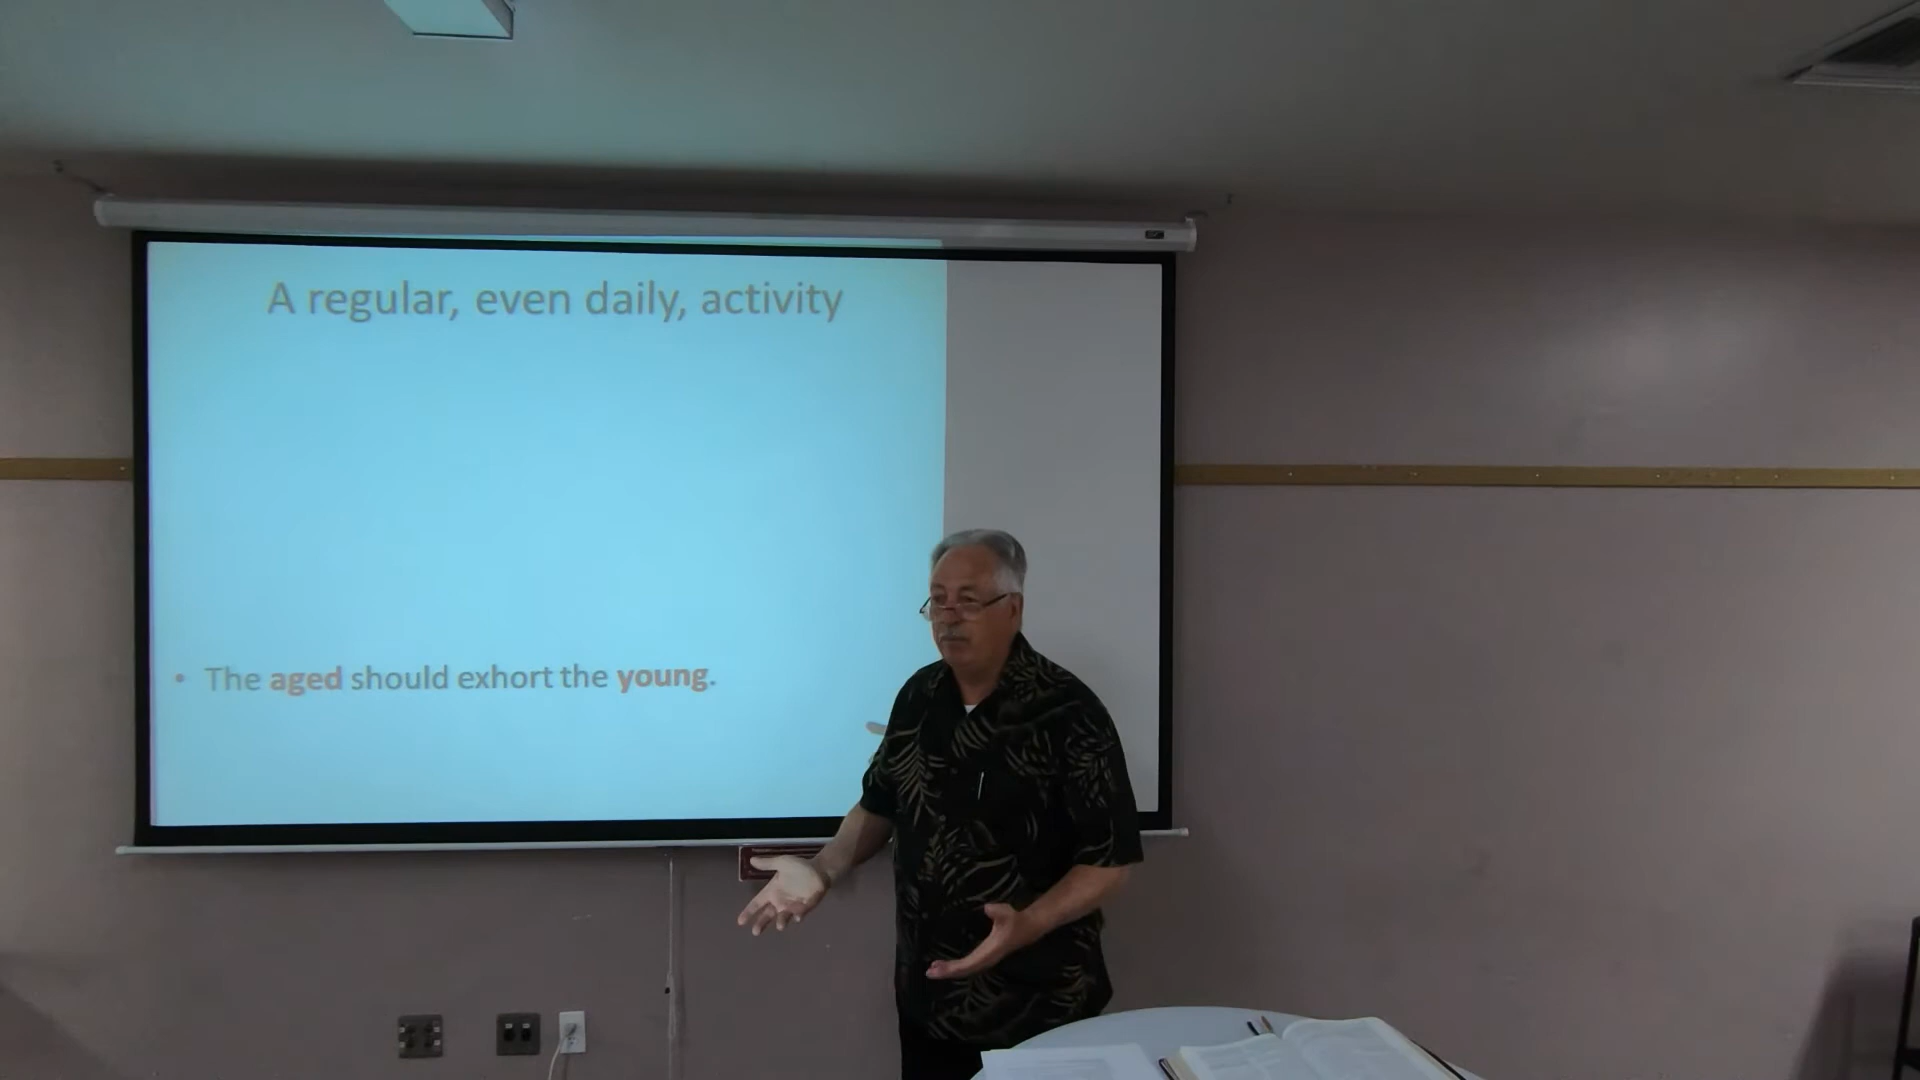 A regular, even daily, activity
• The aged should exhort the young.